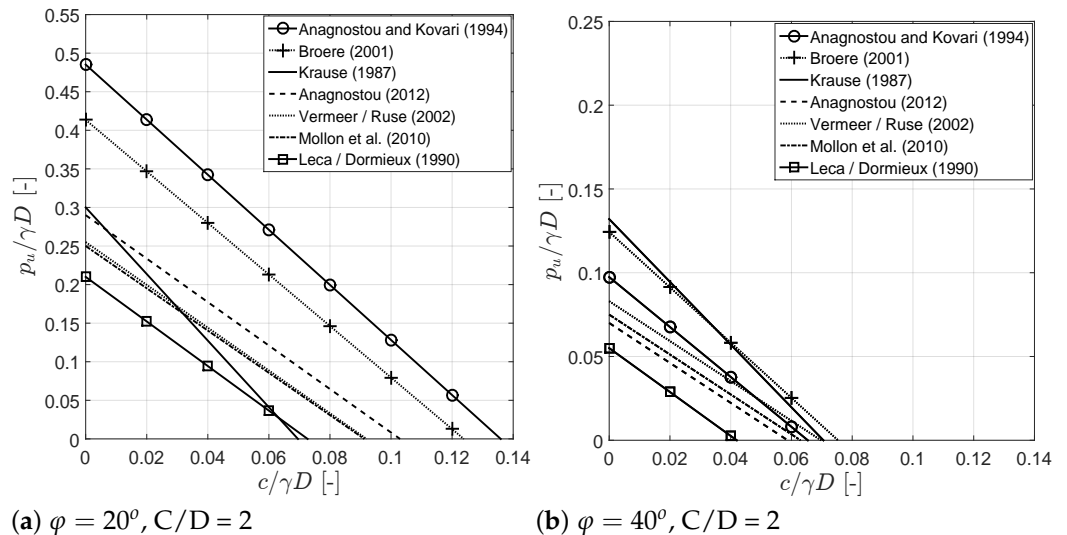 0.55
0.5
0.45
0.4
0.35
0.3
0.25
0.2
0.15
0.1
0.05
0
p_u/γD [-]
Anagnostou and Kovari (1994)
Broere (2001)
Krause (1987)
Anagnostou (2012)
Vermeer / Ruse (2002)
Mollon et al. (2010)
Leca / Dormieux (1990)
0 0.02 0.04 0.06 0.08 0.1 0.12 0.14
c/γD [-]
(a) φ = 20°, C/D = 2
0.25
0.2
0.15
0.1
0.05
0
p_u/γD [-]
Anagnostou and Kovari (1994)
Broere (2001)
Krause (1987)
Anagnostou (2012)
Vermeer / Ruse (2002)
Mollon et al. (2010)
Leca / Dormieux (1990)
0 0.02 0.04 0.06 0.08 0.1 0.12 0.14
c/γD [-]
(b) φ = 40°, C/D = 2